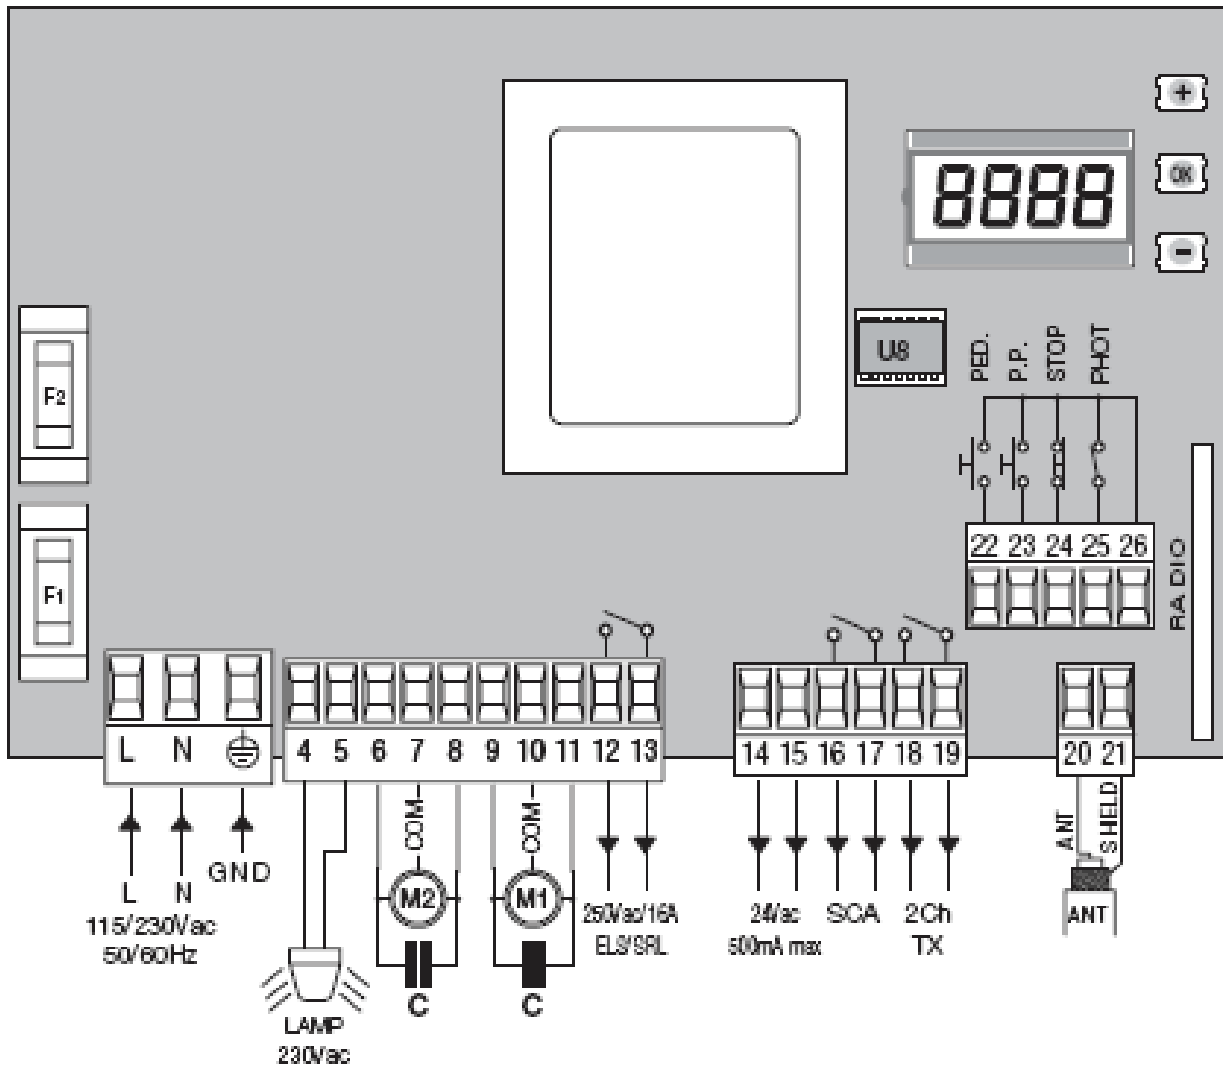 +
OK
8888
−
U8
PED.
P.P.
STOP
PHOT
F2
F1
22 23 24 25 26
RADIO
L N
4 5 6 7 8 9 10 11 12 13
14 15 16 17 18 19
20 21
L N GND
115/230Vac
50/60Hz
LAMP
230Vac
COM
M2
C
COM
M1
C
250Vac/16A
ELS/SRL
24Vac
500mA max
SCA
2Ch
TX
ANT
SHIELD
ANT